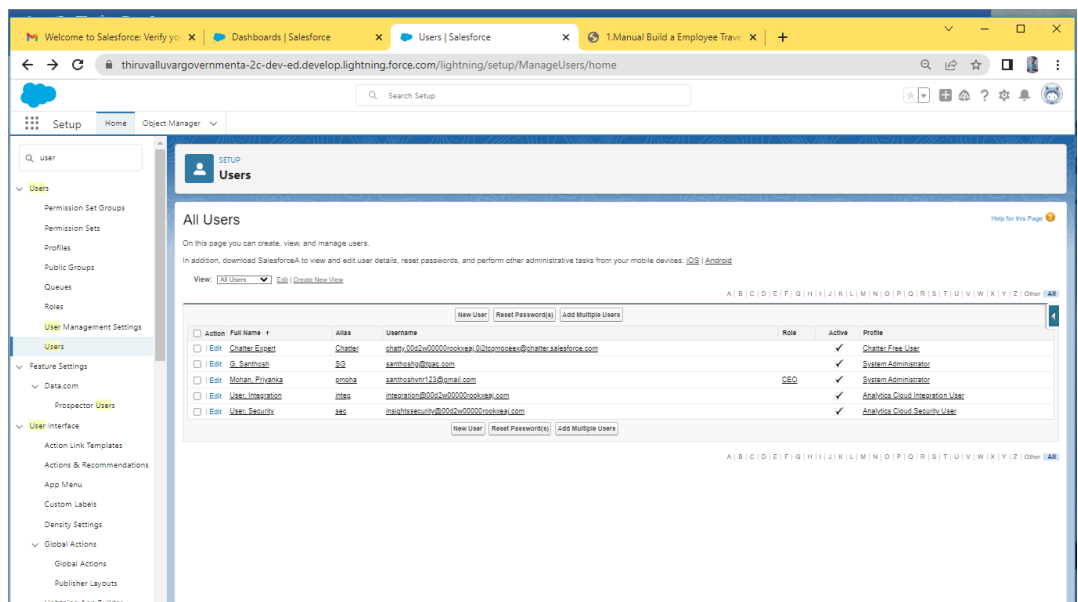 Welcome to Salesforce: Verify yo
Dashboards | Salesforce
Users | Salesforce
1.Manual Build a Employee Trave
thiruvalluvargovernmenta-2c-dev-ed.develop.lightning.force.com/lightning/setup/ManageUsers/home
Search Setup
Setup Home Object Manager
user
Users
Permission Set Groups
Permission Sets
Profiles
Public Groups
Queues
Roles
User Management Settings
Users
Feature Settings
Data.com
Prospector Users
User Interface
Action Link Templates
Actions & Recommendations
App Menu
Custom Labels
Density Settings
Global Actions
Global Actions
Publisher Layouts
SETUP
Users
All Users
Help for this Page
On this page you can create, view, and manage users.
In addition, download SalesforceA to view and edit user details, reset passwords, and perform other administrative tasks from your mobile devices: iOS | Android
View: All Users Edit | Create New View
A | B | C | D | E | F | G | H | I | J | K | L | M | N | O | P | Q | R | S | T | U | V | W | X | Y | Z | Other All
New User Reset Password(s) Add Multiple Users
Action Full Name Alias Username Role Active Profile
Edit Chatter Expert Chatter Chatter Free User
Edit G, Santhosh SG santhoshg@tgac.com System Administrator
Edit Mohan, Priyanka pmoha santhoshvnr123@gmail.com CEO System Administrator
Edit User, Integration integ integration@00d2w00000rookxeaj.com Analytics Cloud Integration User
Edit User, Security sec insightssecurity@00d2w00000rookxeaj.com Analytics Cloud Security User
New User Reset Password(s) Add Multiple Users
A | B | C | D | E | F | G | H | I | J | K | L | M | N | O | P | Q | R | S | T | U | V | W | X | Y | Z | Other All